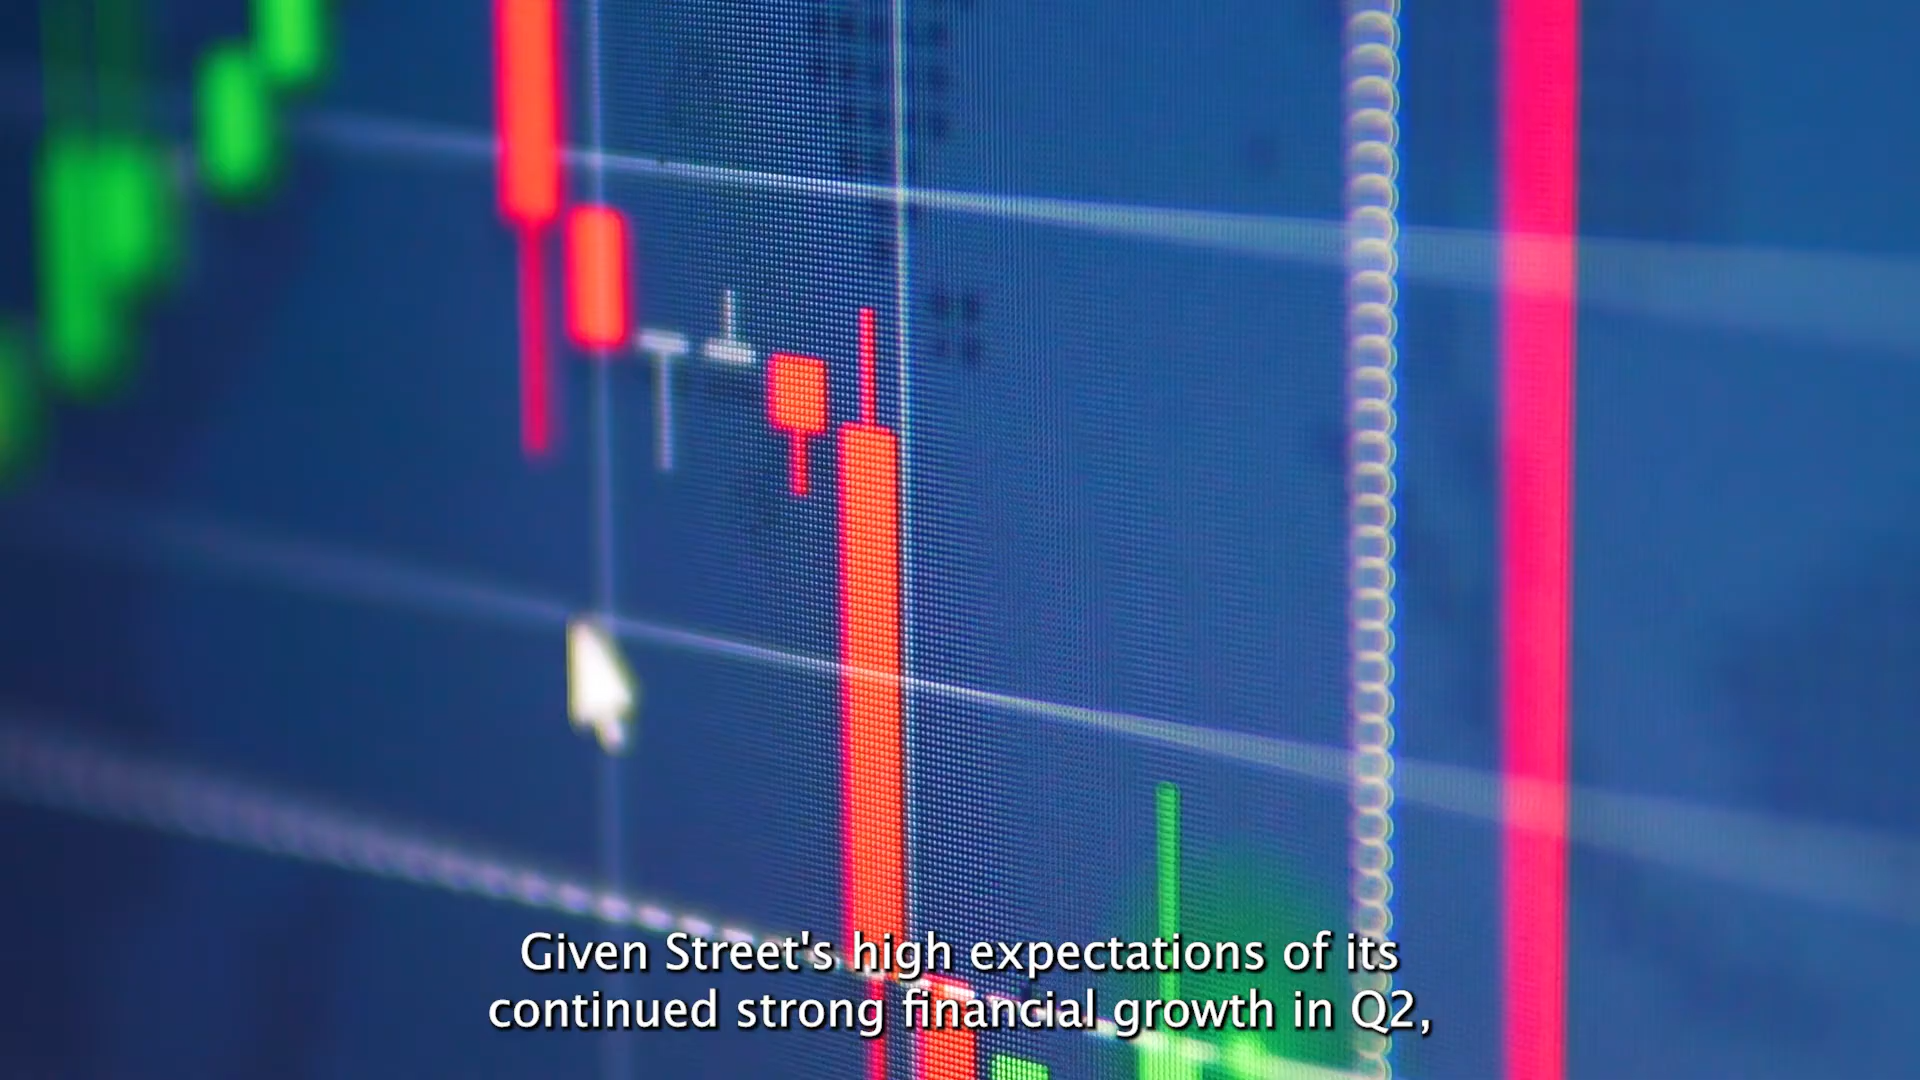 Given Street's high expectations of its
continued strong financial growth in Q2,